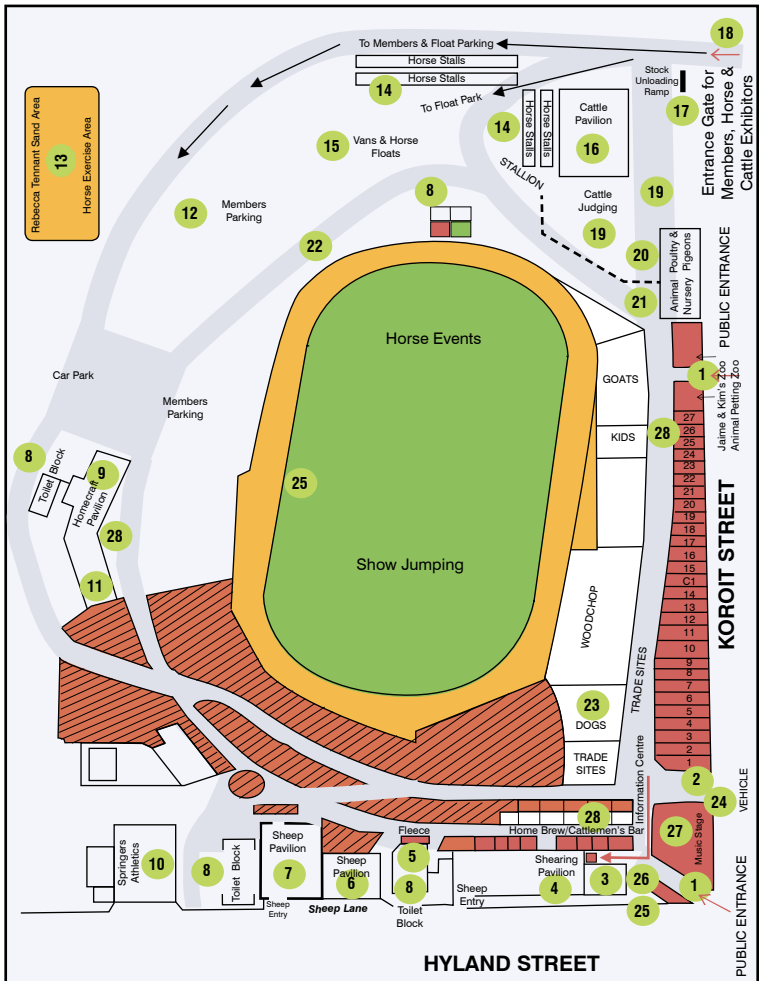 18
To Members & Float Parking
Horse Stalls
Horse Stalls
14
To Float Park
Stock
Unloading
Ramp
17
Entrance Gate for
Members, Horse &
Cattle Exhibitors
Rebecca Tennant Sand Area
13
Horse Exercise Area
15
Vans & Horse
Floats
14
Horse Stalls
Horse Stalls
Cattle
Pavilion
16
STALLION
12
Members
Parking
8
Cattle
Judging
19
19
22
20
21
Animal Poultry &
Nursery Pigeons
PUBLIC ENTRANCE
Horse Events
Car Park
Members
Parking
GOATS
KIDS
1
Jaime & Kim's Zoo
Animal Petting Zoo
28
27
26
25
24
23
22
21
20
19
18
17
16
15
C1
14
13
12
11
10
9
8
7
6
5
4
3
2
1
KOROIT STREET
8
Toilet Block
9
Homecraft
Pavilion
28
11
25
Show Jumping
WOODCHOP
TRADE SITES
23
DOGS
TRADE
SITES
Information Centre
2
24
VEHICLE
28
27
Music Stage
Fleece
Home Brew/Cattlemen's Bar
Springers
Athletics
10
8
Toilet Block
Sheep
Pavilion
7
Sheep
Entry
Sheep
Pavilion
6
Sheep Lane
5
8
Toilet
Block
Sheep
Entry
Shearing
Pavilion
4
3
26
25
1
PUBLIC ENTRANCE
HYLAND STREET